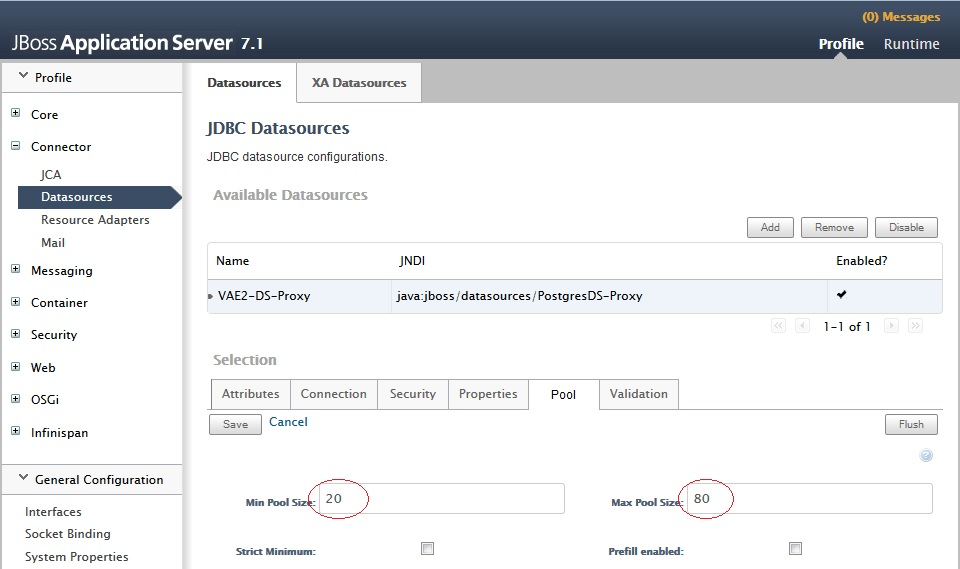 (0) Messages
JBoss Application Server 7.1
Profile Runtime
Profile
Core
Connector
JCA
Datasources
Resource Adapters
Mail
Messaging
Container
Security
Web
OSGi
Infinispan
General Configuration
Interfaces
Socket Binding
System Properties
Datasources XA Datasources
JDBC Datasources
JDBC datasource configurations.
Available Datasources
Add Remove Disable
Name JNDI Enabled?
VAE2-DS-Proxy java:jboss/datasources/PostgresDS-Proxy
1-1 of 1
Selection
Attributes Connection Security Properties Pool Validation
Save Cancel Flush
Min Pool Size: 20 Max Pool Size: 80
Strict Minimum: Prefill enabled: